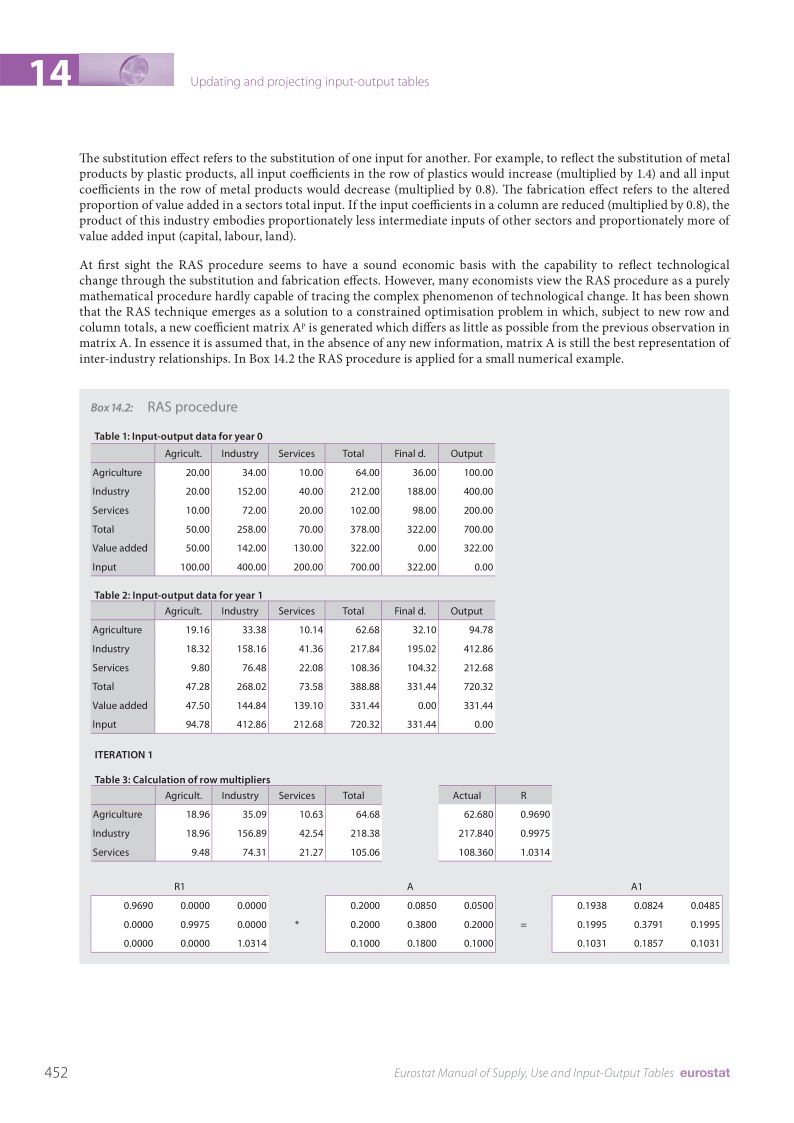 14
Updating and projecting input-output tables
The substitution effect refers to the substitution of one input for another. For example, to reflect the substitution of metal
products by plastic products, all input coefficients in the row of plastics would increase (multiplied by 1.4) and all input
coefficients in the row of metal products would decrease (multiplied by 0.8). The fabrication effect refers to the altered
proportion of value added in a sectors total input. If the input coefficients in a column are reduced (multiplied by 0.8), the
product of this industry embodies proportionately less intermediate inputs of other sectors and proportionately more of
value added input (capital, labour, land).
At first sight the RAS procedure seems to have a sound economic basis with the capability to reflect technological
change through the substitution and fabrication effects. However, many economists view the RAS procedure as a purely
mathematical procedure hardly capable of tracing the complex phenomenon of technological change. It has been shown
that the RAS technique emerges as a solution to a constrained optimisation problem in which, subject to new row and
column totals, a new coefficient matrix Aᵖ is generated which differs as little as possible from the previous observation in
matrix A. In essence it is assumed that, in the absence of any new information, matrix A is still the best representation of
inter-industry relationships. In Box 14.2 the RAS procedure is applied for a small numerical example.
Box 14.2: RAS procedure
Table 1: Input-output data for year 0
Agricult. Industry Services Total Final d. Output
Agriculture 20.00 34.00 10.00 64.00 36.00 100.00
Industry 20.00 152.00 40.00 212.00 188.00 400.00
Services 10.00 72.00 20.00 102.00 98.00 200.00
Total 50.00 258.00 70.00 378.00 322.00 700.00
Value added 50.00 142.00 130.00 322.00 0.00 322.00
Input 100.00 400.00 200.00 700.00 322.00 0.00
Table 2: Input-output data for year 1
Agricult. Industry Services Total Final d. Output
Agriculture 19.16 33.38 10.14 62.68 32.10 94.78
Industry 18.32 158.16 41.36 217.84 195.02 412.86
Services 9.80 76.48 22.08 108.36 104.32 212.68
Total 47.28 268.02 73.58 388.88 331.44 720.32
Value added 47.50 144.84 139.10 331.44 0.00 331.44
Input 94.78 412.86 212.68 720.32 331.44 0.00
ITERATION 1
Table 3: Calculation of row multipliers
Agricult. Industry Services Total Actual R
Agriculture 18.96 35.09 10.63 64.68 62.680 0.9690
Industry 18.96 156.89 42.54 218.38 217.840 0.9975
Services 9.48 74.31 21.27 105.06 108.360 1.0314
R1 A A1
0.9690 0.0000 0.0000 0.2000 0.0850 0.0500 0.1938 0.0824 0.0485
0.0000 0.9975 0.0000 * 0.2000 0.3800 0.2000 = 0.1995 0.3791 0.1995
0.0000 0.0000 1.0314 0.1000 0.1800 0.1000 0.1031 0.1857 0.1031
452
Eurostat Manual of Supply, Use and Input-Output Tables eurostat